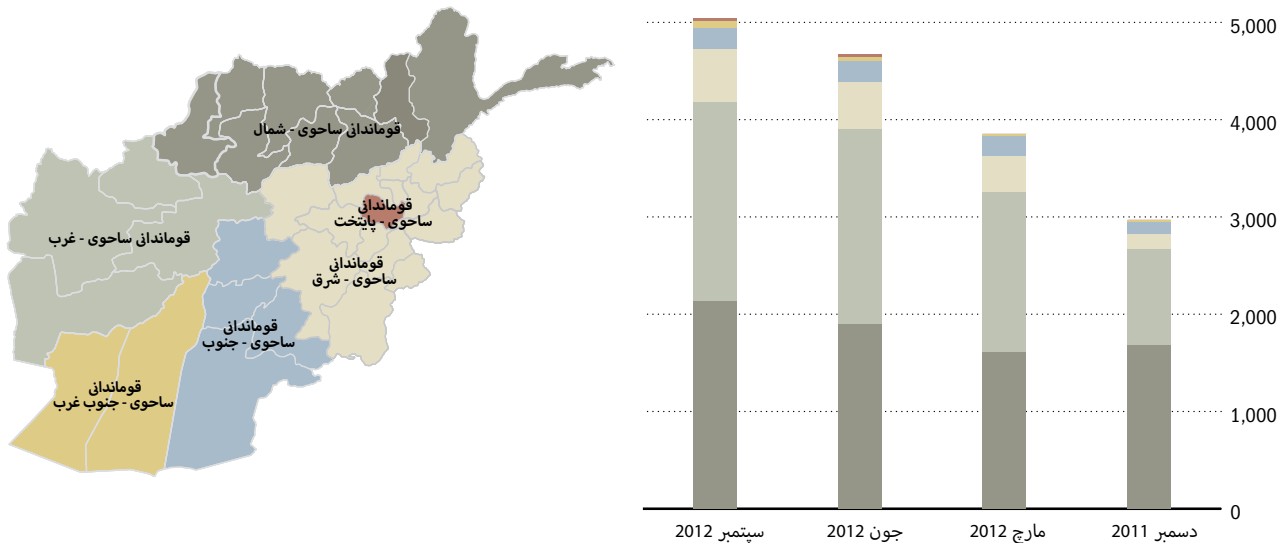 قوماندانی ساحوی - شمال
قوماندانی
ساحوی - پایتخت
قوماندانی ساحوی - غرب
قوماندانی
ساحوی - شرق
قوماندانی
ساحوی - جنوب
قوماندانی
ساحوی - جنوب غرب
5,000
4,000
3,000
2,000
1,000
0
دسمبر 2011
مارچ 2012
جون 2012
سپتمبر 2012